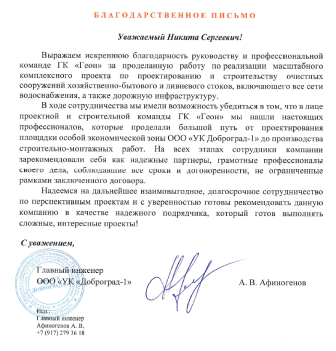 БЛАГОДАРСТВЕННОЕ ПИСЬМО
Уважаемый Никита Сергеевич!
Выражаем искреннюю благодарность руководству и профессиональной
команде ГК «Геон» за проделанную работу по реализации масштабного
комплексного проекта по проектированию и строительству очистных
сооружений хозяйственно-бытового и ливневого стоков, включающее все сети
водоснабжения, а также дорожную инфраструктуру.
В ходе сотрудничества мы имели возможность убедиться в том, что в лице
проектной и строительной команды ГК «Геон» мы нашли настоящих
профессионалов, которые проделали большой путь от проектирования
площадки особой экономической зоны ООО «УК Доброград-1» до производства
строительно-монтажных работ. На всех этапах сотрудники компании
зарекомендовали себя как надежные партнеры, грамотные профессионалы
своего дела, соблюдавшие все сроки и договоренности, не ограниченные
рамками заключенного договора.
Надеемся на дальнейшее взаимовыгодное, долгосрочное сотрудничество
по перспективным проектам и с уверенностью готовы рекомендовать данную
компанию в качестве надежного подрядчика, который готов выполнять
сложные, интересные проекты!
С уважением,
Главный инженер
ООО «УК «Доброград-1»
А. В. Афиногенов
Исп.:
Главный инженер
Афиногенов А. В,
+7 (917) 279 36 18